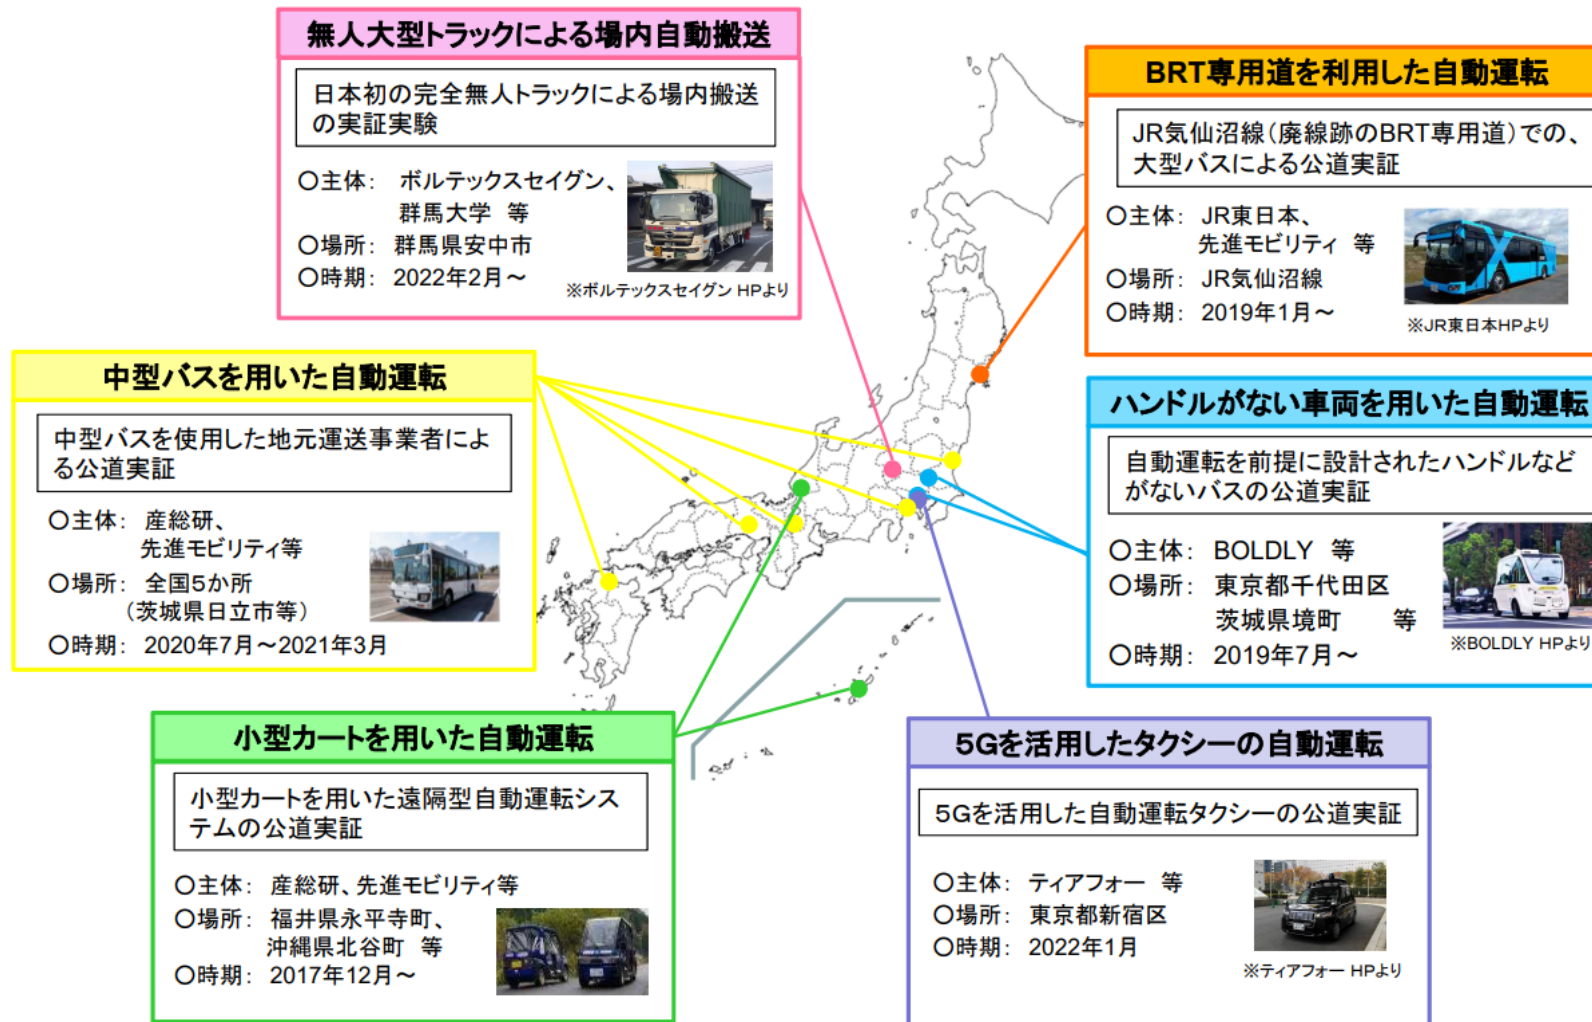 無人大型トラックによる場内自動搬送
日本初の完全無人トラックによる場内搬送
の実証実験
〇主体： ボルテックスセイグン、
群馬大学 等
〇場所： 群馬県安中市
〇時期： 2022年2月～
※ボルテックスセイグン HPより
BRT専用道を利用した自動運転
JR気仙沼線（廃線跡のBRT専用道）での、
大型バスによる公道実証
〇主体： JR東日本、
先進モビリティ 等
〇場所： JR気仙沼線
〇時期： 2019年1月～
※JR東日本HPより
中型バスを用いた自動運転
中型バスを使用した地元運送事業者によ
る公道実証
〇主体： 産総研、
先進モビリティ等
〇場所： 全国5か所
（茨城県日立市等）
〇時期： 2020年7月～2021年3月
ハンドルがない車両を用いた自動運転
自動運転を前提に設計されたハンドルなど
がないバスの公道実証
〇主体： BOLDLY 等
〇場所： 東京都千代田区
茨城県境町 等
〇時期： 2019年7月～
※BOLDLY HPより
小型カートを用いた自動運転
小型カートを用いた遠隔型自動運転シス
テムの公道実証
〇主体： 産総研、先進モビリティ等
〇場所： 福井県永平寺町、
沖縄県北谷町 等
〇時期： 2017年12月～
5Gを活用したタクシーの自動運転
5Gを活用した自動運転タクシーの公道実証
〇主体： ティアフォー 等
〇場所： 東京都新宿区
〇時期： 2022年1月
※ティアフォー HPより